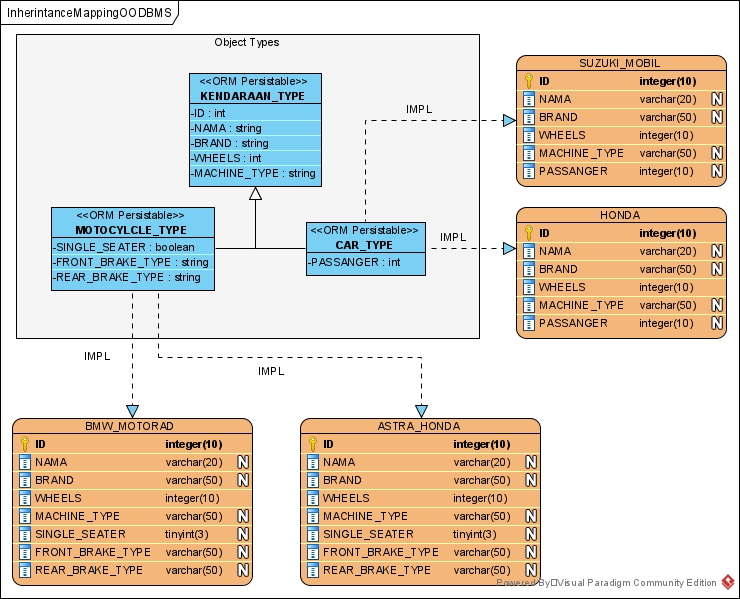 InherintanceMappingOODBMS
Object Types
<<ORM Persistable>>
KENDARAAN_TYPE
-ID : int
-NAMA : string
-BRAND : string
-WHEELS : int
-MACHINE_TYPE : string
<<ORM Persistable>>
MOTOCYLCLE_TYPE
-SINGLE_SEATER : boolean
-FRONT_BRAKE_TYPE : string
-REAR_BRAKE_TYPE : string
<<ORM Persistable>>
CAR_TYPE
-PASSANGER : int
IMPL
IMPL
IMPL
IMPL
SUZUKI_MOBIL
ID integer(10)
NAMA varchar(20) N
BRAND varchar(50) N
WHEELS integer(10)
MACHINE_TYPE varchar(50) N
PASSANGER integer(10) N
HONDA
ID integer(10)
NAMA varchar(20) N
BRAND varchar(50) N
WHEELS integer(10)
MACHINE_TYPE varchar(50) N
PASSANGER integer(10) N
BMW_MOTORAD
ID integer(10)
NAMA varchar(20) N
BRAND varchar(50) N
WHEELS integer(10)
MACHINE_TYPE varchar(50) N
SINGLE_SEATER tinyint(3) N
FRONT_BRAKE_TYPE varchar(50) N
REAR_BRAKE_TYPE varchar(50) N
ASTRA_HONDA
ID integer(10)
NAMA varchar(20) N
BRAND varchar(50) N
WHEELS integer(10)
MACHINE_TYPE varchar(50) N
SINGLE_SEATER tinyint(3) N
FRONT_BRAKE_TYPE varchar(50) N
REAR_BRAKE_TYPE varchar(50) N
Powered By Visual Paradigm Community Edition